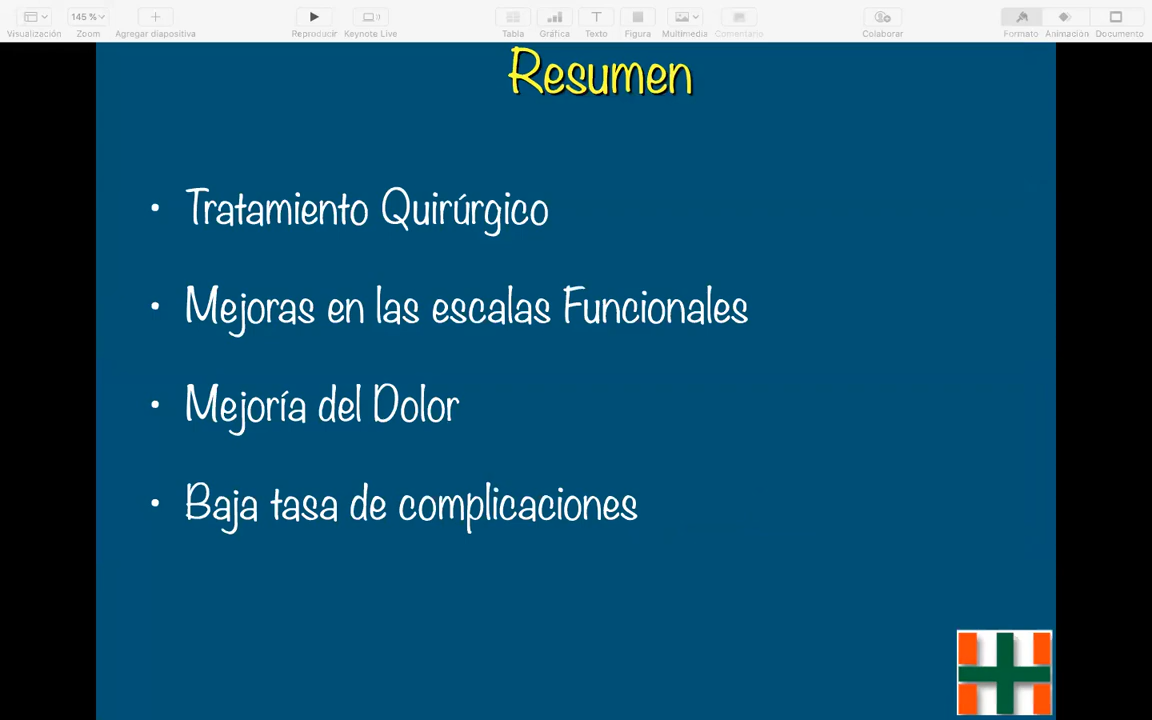 145 %
Visualización
Zoom
Agregar diapositiva
Reproducir
Keynote Live
Tabla
Gráfica
Texto
Figura
Multimedia
Comentario
Colaborar
Formato
Animación
Documento
Resumen
• Tratamiento Quirúrgico
• Mejoras en las escalas Funcionales
• Mejoría del Dolor
• Baja tasa de complicaciones